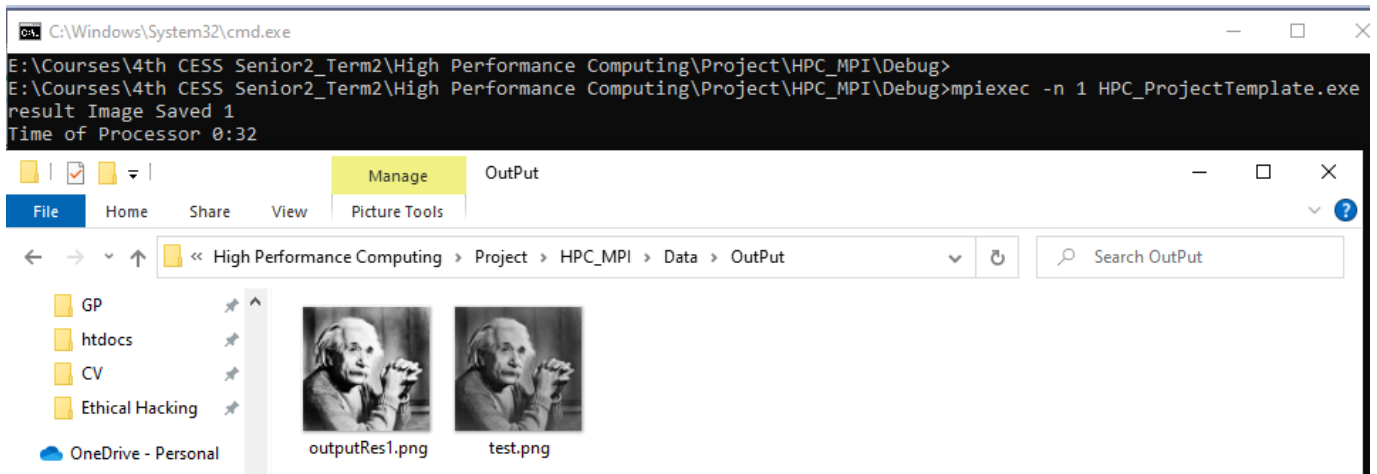 C:\Windows\System32\cmd.exe
E:\Courses\4th CESS Senior2_Term2\High Performance Computing\Project\HPC_MPI\Debug>
E:\Courses\4th CESS Senior2_Term2\High Performance Computing\Project\HPC_MPI\Debug>mpiexec -n 1 HPC_ProjectTemplate.exe
result Image Saved 1
Time of Processor 0:32
Manage OutPut
File Home Share View Picture Tools
« High Performance Computing > Project > HPC_MPI > Data > OutPut Search OutPut
GP
htdocs
CV
Ethical Hacking
OneDrive - Personal
outputRes1.png test.png